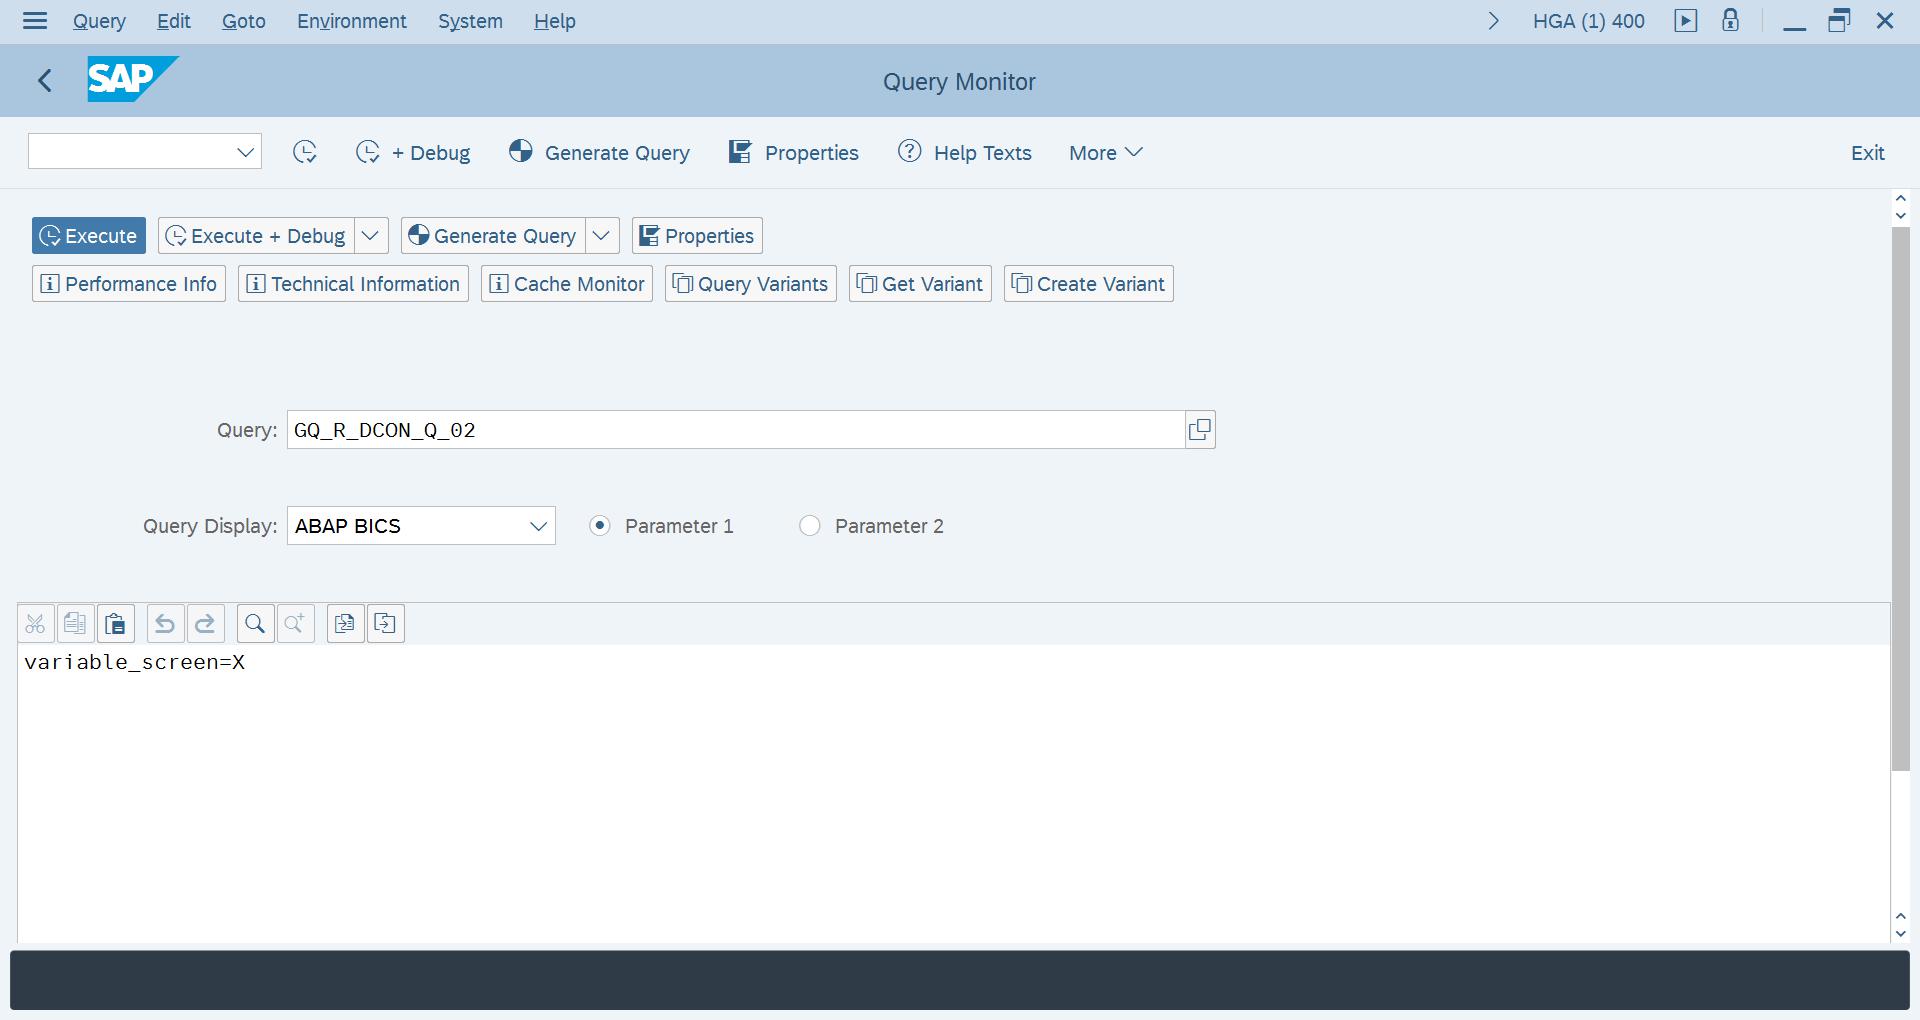 Query Edit Goto Environment System Help HGA (1) 400
SAP Query Monitor
+ Debug Generate Query Properties Help Texts More Exit
Execute Execute + Debug Generate Query Properties
Performance Info Technical Information Cache Monitor Query Variants Get Variant Create Variant
Query: GQ_R_DCON_Q_02
Query Display: ABAP BICS Parameter 1 Parameter 2
variable_screen=X